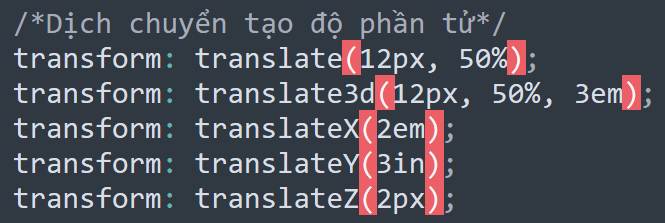 /*Dịch chuyển tạo độ phần tử*/
transform: translate(12px, 50%);
transform: translate3d(12px, 50%, 3em);
transform: translateX(2em);
transform: translateY(3in);
transform: translateZ(2px);